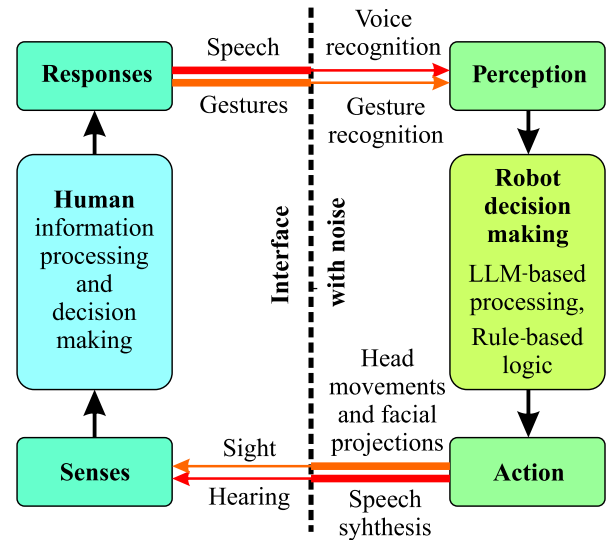 Speech
Voice
recognition
Responses
Perception
Gestures
Gesture
recognition
Human
information
processing
and
decision
making
Interface
with noise
Robot
decision
making
LLM-based
processing,
Rule-based
logic
Head
movements
and facial
projections
Sight
Senses
Action
Hearing
Speech
syhthesis